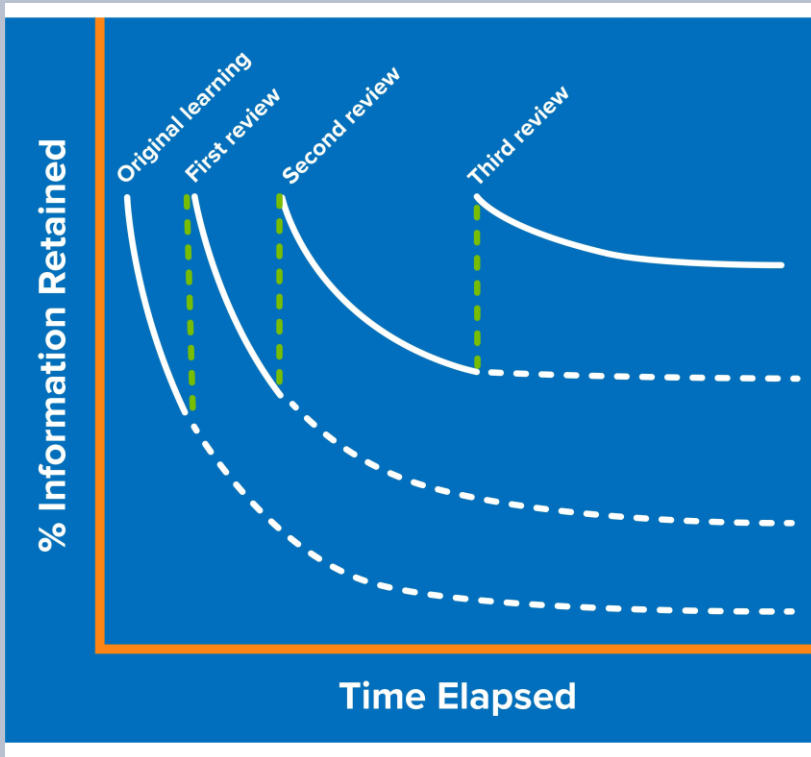 Original learning
First review
Second review
Third review
% Information Retained
Time Elapsed